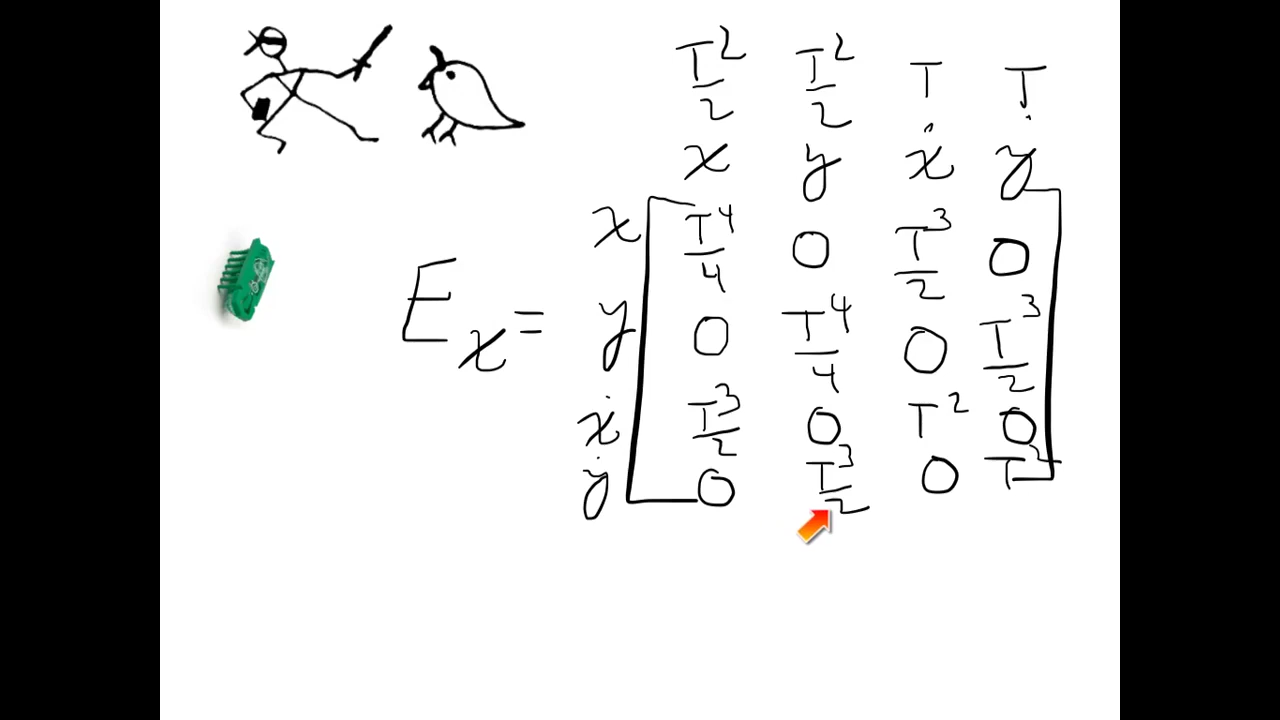 T²/2 T²/2 T T
x y ẋ ẏ
x T⁴/4 0 T³/2 0
E_x = y 0 T⁴/4 0 T³/2
ẋ T³/2 0 T² 0
ẏ 0 T³/2 0 T²